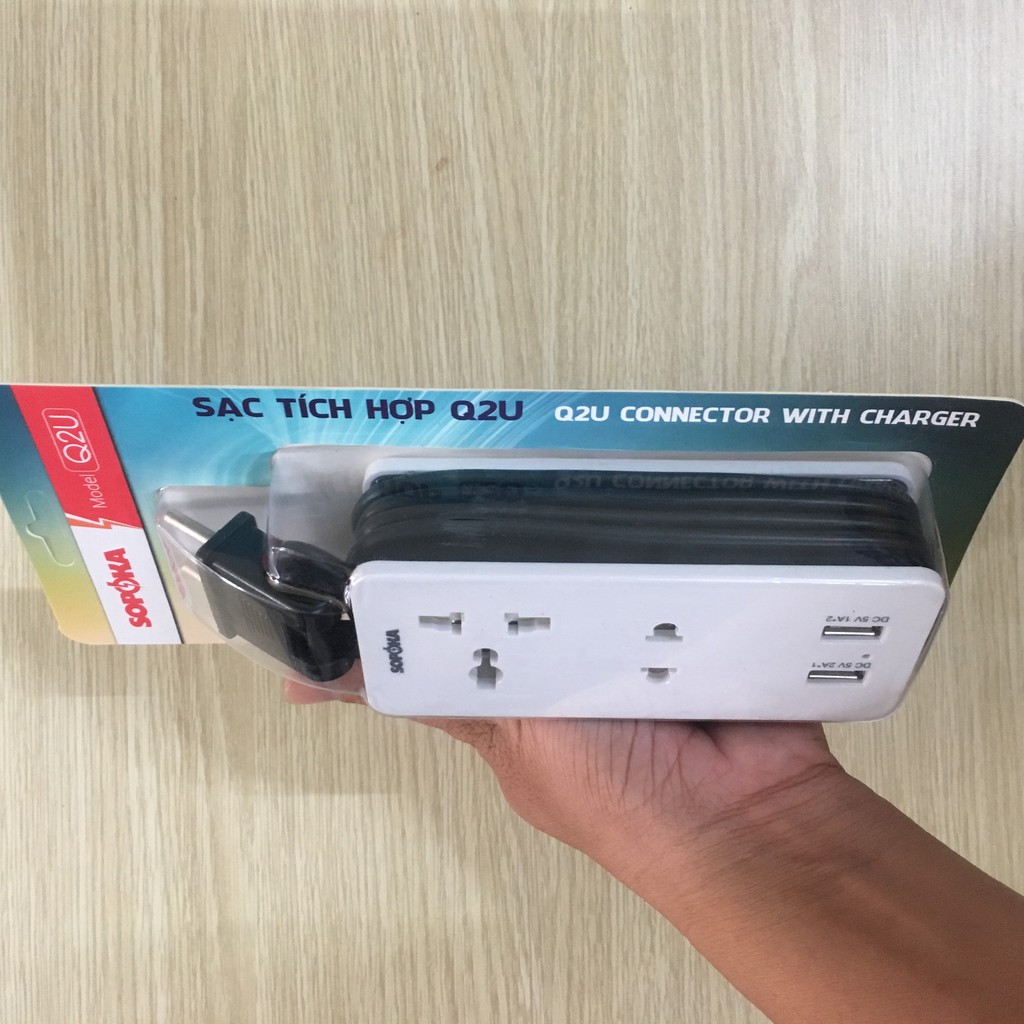 SẠC TÍCH HỢP Q2U
Q2U CONNECTOR WITH CHARGER
Model Q2U
SOPOKA
SOPOKA
DC 5V 1A*2
DC 5V 2A*1